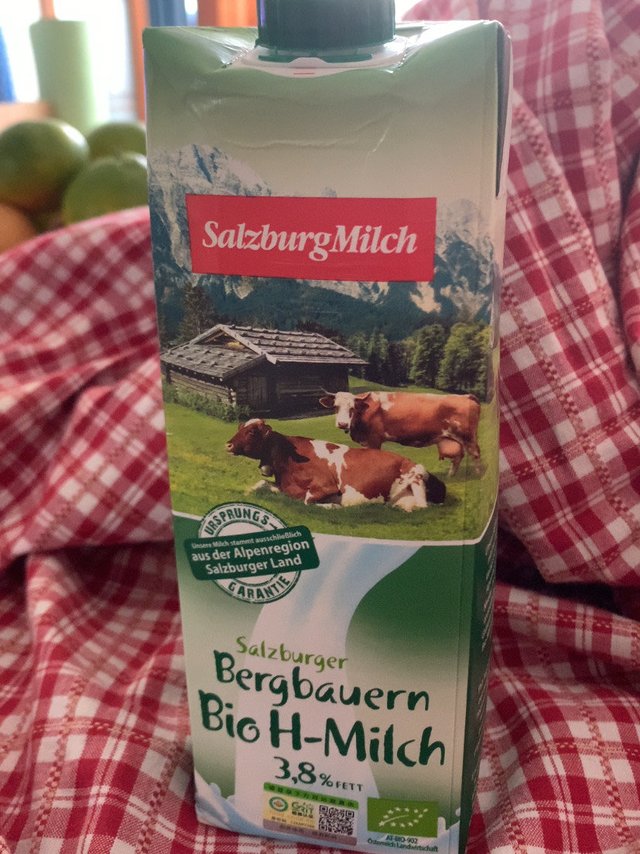 SalzburgMilch
URSPRUNGS-
Unsere Milch stammt ausschließlich
aus der Alpenregion
Salzburger Land
GARANTIE
Salzburger
Bergbauern
Bio H-Milch
3,8% FETT
AT-BIO-902
Österreich Landwirtschaft